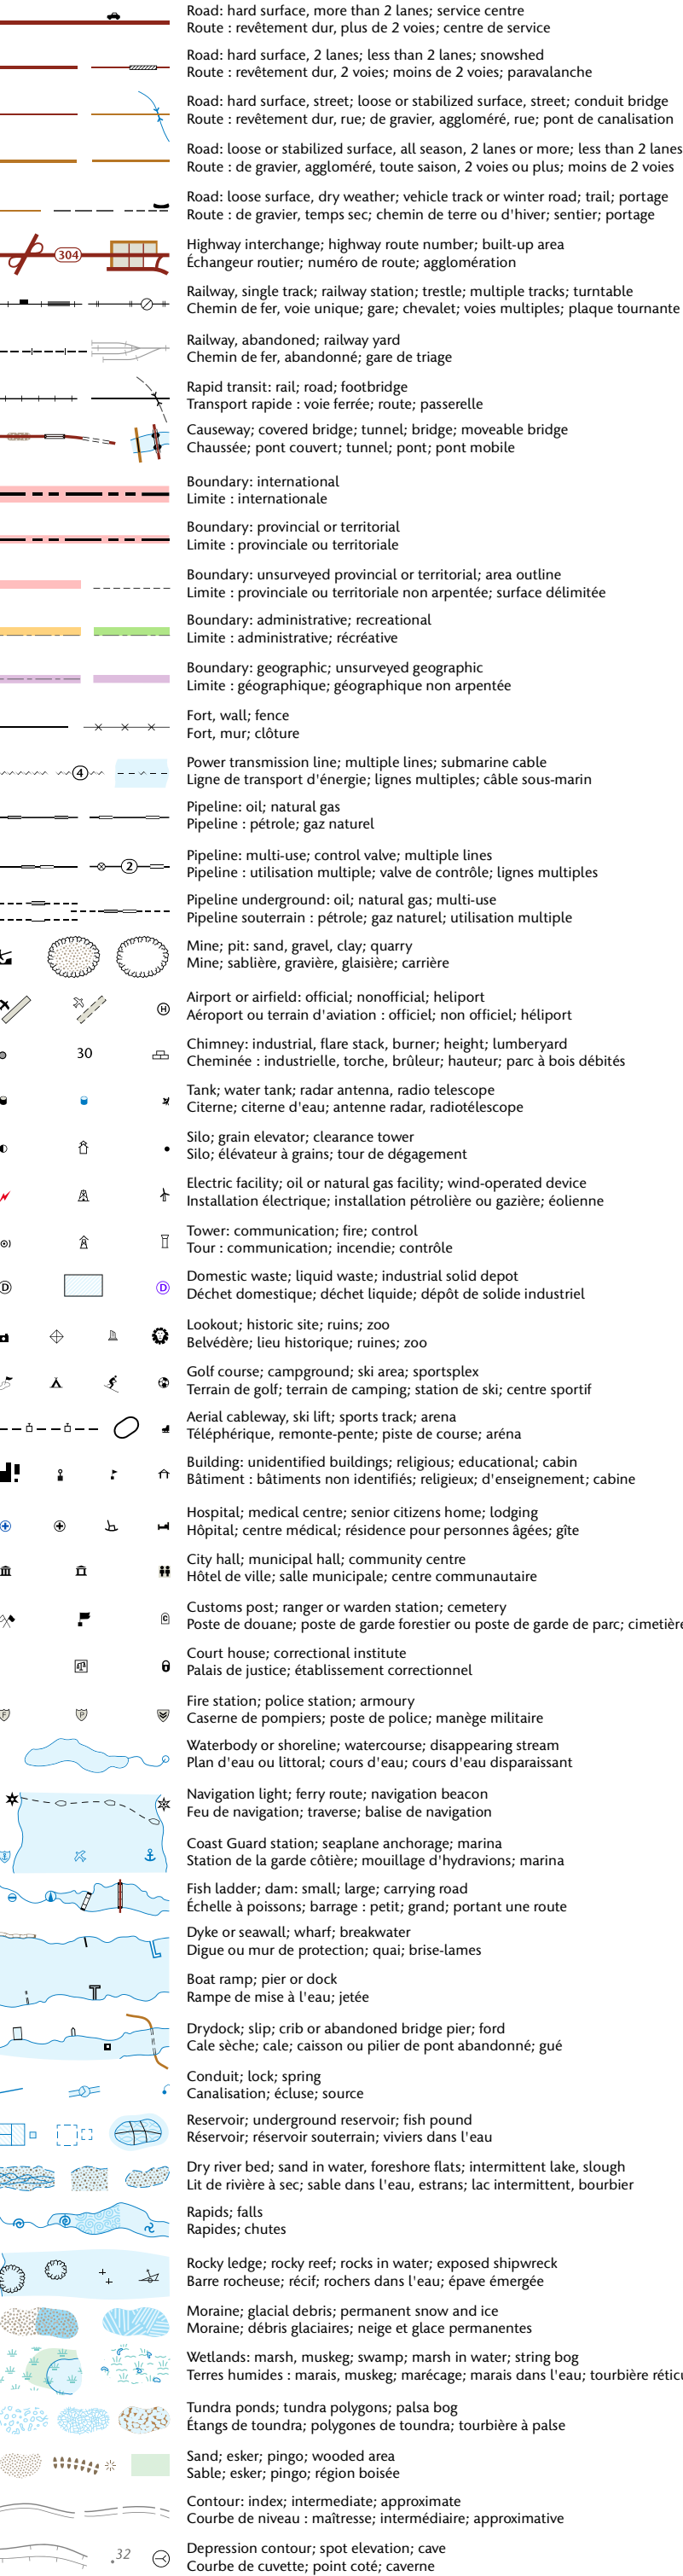 Road: hard surface, more than 2 lanes; service centre
Route : revêtement dur, plus de 2 voies; centre de service
Road: hard surface, 2 lanes; less than 2 lanes; snowshed
Route : revêtement dur, 2 voies; moins de 2 voies; paravalanche
Road: hard surface, street; loose or stabilized surface, street; conduit bridge
Route : revêtement dur, rue; de gravier, aggloméré, rue; pont de canalisation
Road: loose or stabilized surface, all season, 2 lanes or more; less than 2 lanes
Route : de gravier, aggloméré, toute saison, 2 voies ou plus; moins de 2 voies
Road: loose surface, dry weather; vehicle track or winter road; trail; portage
Route : de gravier, temps sec; chemin de terre ou d'hiver; sentier; portage
304
Highway interchange; highway route number; built-up area
Échangeur routier; numéro de route; agglomération
Railway, single track; railway station; trestle; multiple tracks; turntable
Chemin de fer, voie unique; gare; chevalet; voies multiples; plaque tournante
Railway, abandoned; railway yard
Chemin de fer, abandonné; gare de triage
Rapid transit: rail; road; footbridge
Transport rapide : voie ferrée; route; passerelle
Causeway; covered bridge; tunnel; bridge; moveable bridge
Chaussée; pont couvert; tunnel; pont; pont mobile
Boundary: international
Limite : internationale
Boundary: provincial or territorial
Limite : provinciale ou territoriale
Boundary: unsurveyed provincial or territorial; area outline
Limite : provinciale ou territoriale non arpentée; surface délimitée
Boundary: administrative; recreational
Limite : administrative; récréative
Boundary: geographic; unsurveyed geographic
Limite : géographique; géographique non arpentée
Fort, wall; fence
Fort, mur; clôture
4
Power transmission line; multiple lines; submarine cable
Ligne de transport d'énergie; lignes multiples; câble sous-marin
Pipeline: oil; natural gas
Pipeline : pétrole; gaz naturel
2
Pipeline: multi-use; control valve; multiple lines
Pipeline : utilisation multiple; valve de contrôle; lignes multiples
Pipeline underground: oil; natural gas; multi-use
Pipeline souterrain : pétrole; gaz naturel; utilisation multiple
Mine; pit: sand, gravel, clay; quarry
Mine; sablière, gravière, glaisière; carrière
H
Airport or airfield: official; nonofficial; heliport
Aéroport ou terrain d'aviation : officiel; non officiel; héliport
30
Chimney: industrial, flare stack, burner; height; lumberyard
Cheminée : industrielle, torche, brûleur; hauteur; parc à bois débités
Tank; water tank; radar antenna, radio telescope
Citerne; citerne d'eau; antenne radar, radiotélescope
Silo; grain elevator; clearance tower
Silo; élévateur à grains; tour de dégagement
Electric facility; oil or natural gas facility; wind-operated device
Installation électrique; installation pétrolière ou gazière; éolienne
Tower: communication; fire; control
Tour : communication; incendie; contrôle
D D
Domestic waste; liquid waste; industrial solid depot
Déchet domestique; déchet liquide; dépôt de solide industriel
Lookout; historic site; ruins; zoo
Belvédère; lieu historique; ruines; zoo
Golf course; campground; ski area; sportsplex
Terrain de golf; terrain de camping; station de ski; centre sportif
Aerial cableway, ski lift; sports track; arena
Téléphérique, remonte-pente; piste de course; aréna
Building: unidentified buildings; religious; educational; cabin
Bâtiment : bâtiments non identifiés; religieux; d'enseignement; cabine
Hospital; medical centre; senior citizens home; lodging
Hôpital; centre médical; résidence pour personnes âgées; gîte
City hall; municipal hall; community centre
Hôtel de ville; salle municipale; centre communautaire
C
Customs post; ranger or warden station; cemetery
Poste de douane; poste de garde forestier ou poste de garde de parc; cimetière
Court house; correctional institute
Palais de justice; établissement correctionnel
F P
Fire station; police station; armoury
Caserne de pompiers; poste de police; manège militaire
Waterbody or shoreline; watercourse; disappearing stream
Plan d'eau ou littoral; cours d'eau; cours d'eau disparaissant
Navigation light; ferry route; navigation beacon
Feu de navigation; traverse; balise de navigation
Coast Guard station; seaplane anchorage; marina
Station de la garde côtière; mouillage d'hydravions; marina
Fish ladder; dam: small; large; carrying road
Échelle à poissons; barrage : petit; grand; portant une route
Dyke or seawall; wharf; breakwater
Digue ou mur de protection; quai; brise-lames
Boat ramp; pier or dock
Rampe de mise à l'eau; jetée
Drydock; slip; crib or abandoned bridge pier; ford
Cale sèche; cale; caisson ou pilier de pont abandonné; gué
Conduit; lock; spring
Canalisation; écluse; source
Reservoir; underground reservoir; fish pound
Réservoir; réservoir souterrain; viviers dans l'eau
Dry river bed; sand in water, foreshore flats; intermittent lake, slough
Lit de rivière à sec; sable dans l'eau, estrans; lac intermittent, bourbier
Rapids; falls
Rapides; chutes
Rocky ledge; rocky reef; rocks in water; exposed shipwreck
Barre rocheuse; récif; rochers dans l'eau; épave émergée
Moraine; glacial debris; permanent snow and ice
Moraine; débris glaciaires; neige et glace permanentes
Wetlands: marsh, muskeg; swamp; marsh in water; string bog
Terres humides : marais, muskeg; marécage; marais dans l'eau; tourbière
Tundra ponds; tundra polygons; palsa bog
Étangs de toundra; polygones de toundra; tourbière à palse
Sand; esker; pingo; wooded area
Sable; esker; pingo; région boisée
Contour: index; intermediate; approximate
Courbe de niveau : maîtresse; intermédiaire; approximative
.32
Depression contour; spot elevation; cave
Courbe de cuvette; point coté; caverne